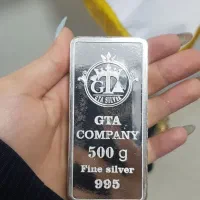 GTA
GTA SILVER
GTA
COMPANY
500 g
Fine silver
995